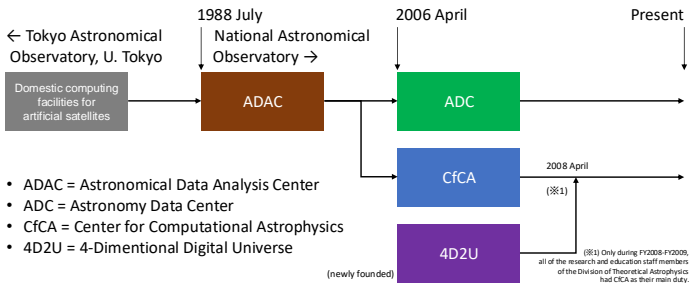 1988 July
2006 April
Present
← Tokyo Astronomical
Observatory, U. Tokyo
National Astronomical
Observatory →
Domestic computing
facilities for
artificial satellites
ADAC
ADC
CfCA
2008 April
(※1)
• ADAC = Astronomical Data Analysis Center
• ADC = Astronomy Data Center
• CfCA = Center for Computational Astrophysics
• 4D2U = 4-Dimentional Digital Universe
4D2U
(newly founded)
(※1) Only during FY2008-FY2009,
all of the research and education staff members
of the Division of Theoretical Astrophysics
had CfCA as their main duty.